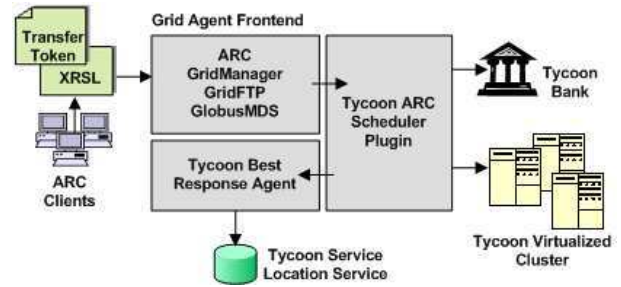 Transfer
Token
XRSL
ARC
Clients
Grid Agent Frontend
ARC
GridManager
GridFTP
GlobusMDS
Tycoon Best
Response Agent
Tycoon ARC
Scheduler
Plugin
Tycoon
Bank
Tycoon Virtualized
Cluster
Tycoon Service
Location Service